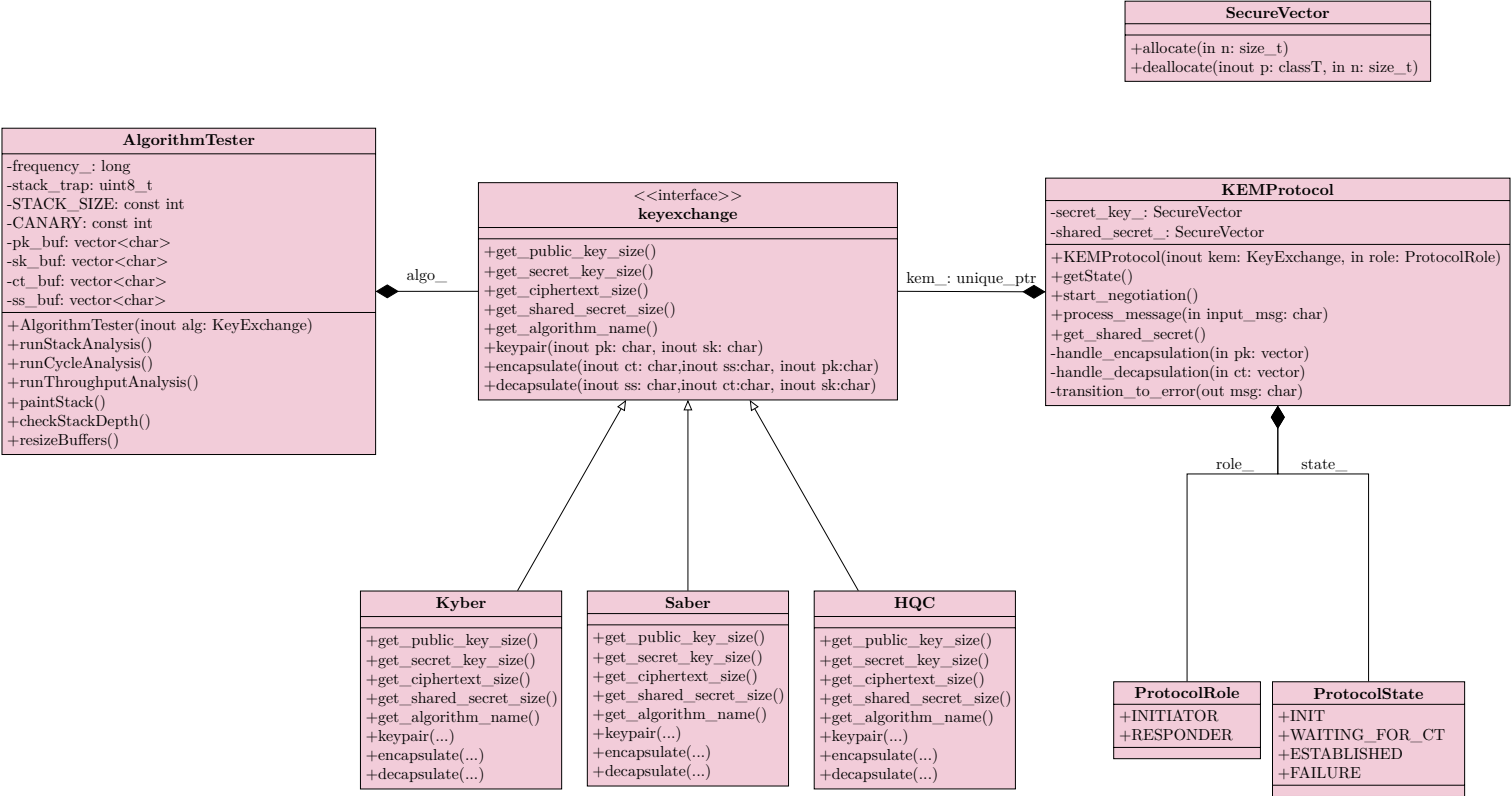 SecureVector
+allocate(in n: size_t)
+deallocate(inout p: classT, in n: size_t)
AlgorithmTester
-frequency_: long
-stack_trap: uint8_t
-STACK_SIZE: const int
-CANARY: const int
-pk_buf: vector<char>
-sk_buf: vector<char>
-ct_buf: vector<char>
-ss_buf: vector<char>
+AlgorithmTester(inout alg: KeyExchange)
+runStackAnalysis()
+runCycleAnalysis()
+runThroughputAnalysis()
+paintStack()
+checkStackDepth()
+resizeBuffers()
algo_
<<interface>>
keyexchange
+get_public_key_size()
+get_secret_key_size()
+get_ciphertext_size()
+get_shared_secret_size()
+get_algorithm_name()
+keypair(inout pk: char, inout sk: char)
+encapsulate(inout ct: char,inout ss:char, inout pk:char)
+decapsulate(inout ss: char,inout ct:char, inout sk:char)
kem_: unique_ptr
KEMProtocol
-secret_key_: SecureVector
-shared_secret_: SecureVector
+KEMProtocol(inout kem: KeyExchange, in role: ProtocolRole)
+getState()
+start_negotiation()
+process_message(in input_msg: char)
+get_shared_secret()
-handle_encapsulation(in pk: vector)
-handle_decapsulation(in ct: vector)
-transition_to_error(out msg: char)
role_
state_
Kyber
+get_public_key_size()
+get_secret_key_size()
+get_ciphertext_size()
+get_shared_secret_size()
+get_algorithm_name()
+keypair(...)
+encapsulate(...)
+decapsulate(...)
Saber
+get_public_key_size()
+get_secret_key_size()
+get_ciphertext_size()
+get_shared_secret_size()
+get_algorithm_name()
+keypair(...)
+encapsulate(...)
+decapsulate(...)
HQC
+get_public_key_size()
+get_secret_key_size()
+get_ciphertext_size()
+get_shared_secret_size()
+get_algorithm_name()
+keypair(...)
+encapsulate(...)
+decapsulate(...)
ProtocolRole
+INITIATOR
+RESPONDER
ProtocolState
+INIT
+WAITING_FOR_CT
+ESTABLISHED
+FAILURE